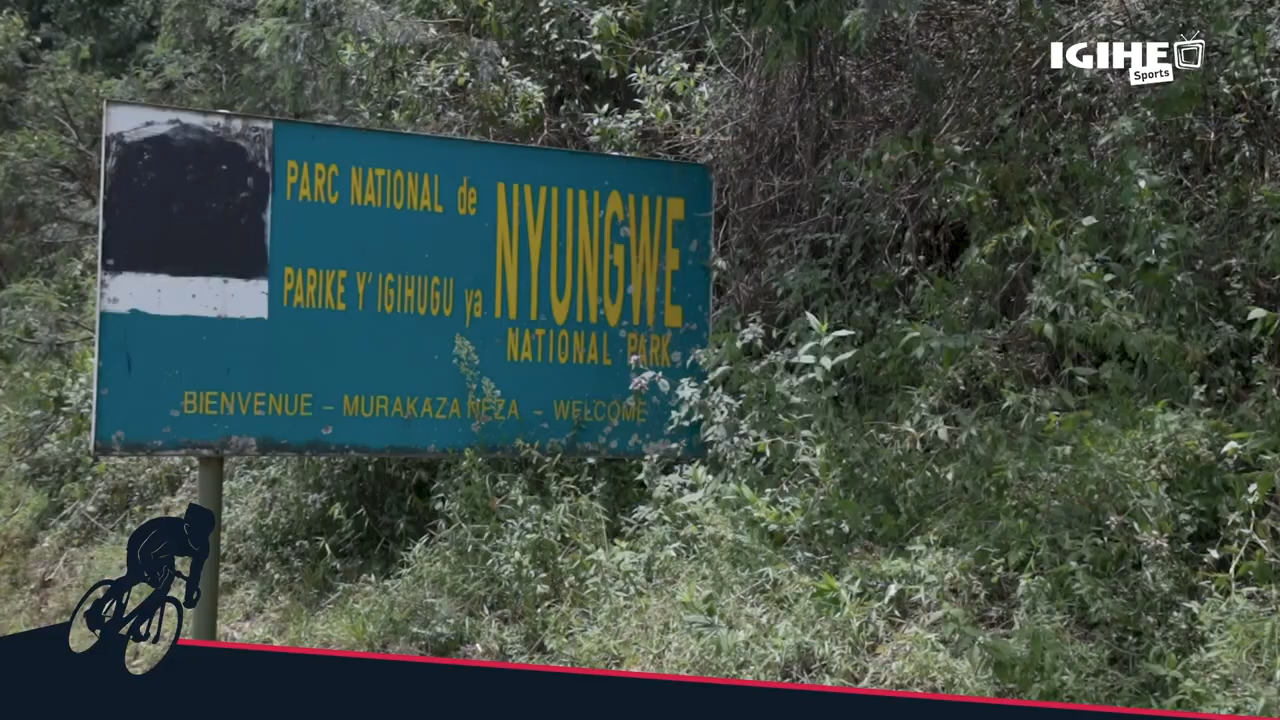 IGIHE
Sports
PARC NATIONAL de
NYUNGWE
PARIKE Y' IGIHUGU ya
NATIONAL PARK
BIENVENUE – MURAKAZA NEZA – WELCOME